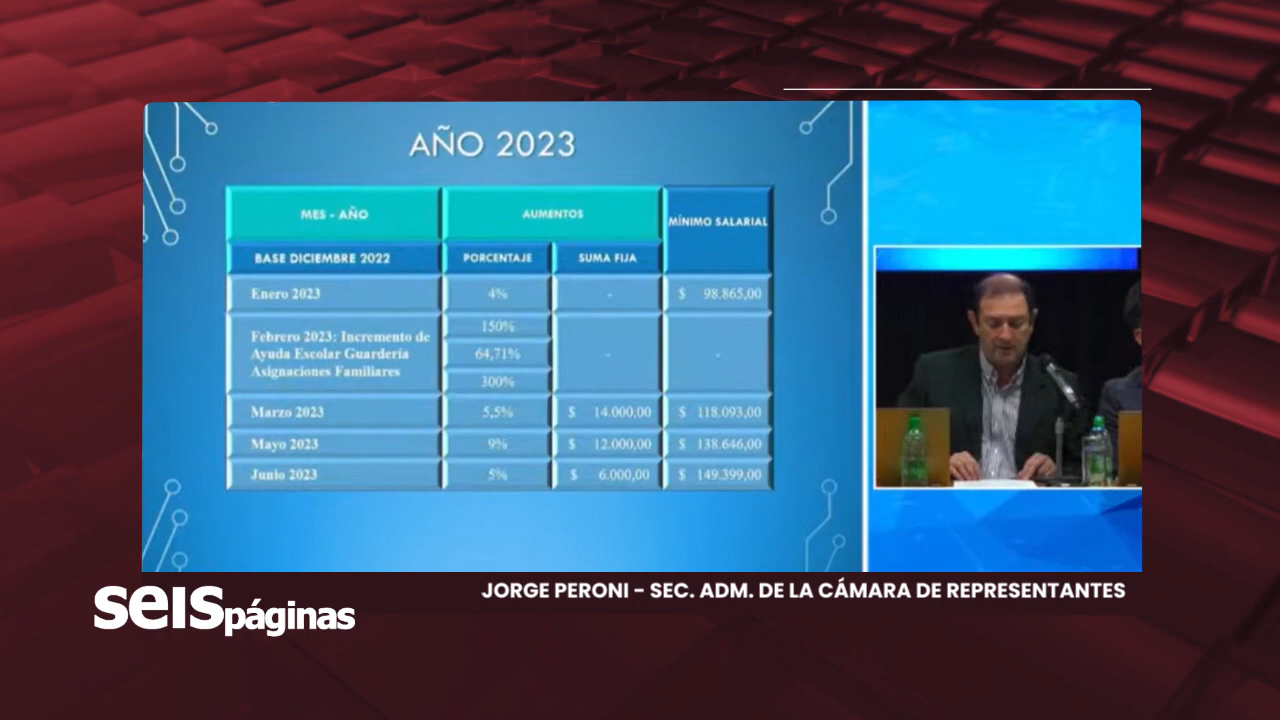 AÑO 2023
MES - AÑO
AUMENTOS
MÍNIMO SALARIAL
BASE DICIEMBRE 2022
PORCENTAJE
SUMA FIJA
Enero 2023 4% - $ 98.865,00
Febrero 2023: Incremento de
Ayuda Escolar Guardería
Asignaciones Familiares
150%
64,71%
300%
- -
Marzo 2023 5,5% $ 14.000,00 $ 118.093,00
Mayo 2023 9% $ 12.000,00 $ 138.646,00
Junio 2023 5% $ 6.000,00 $ 149.399,00
JORGE PERONI - SEC. ADM. DE LA CÁMARA DE REPRESENTANTES
seis páginas